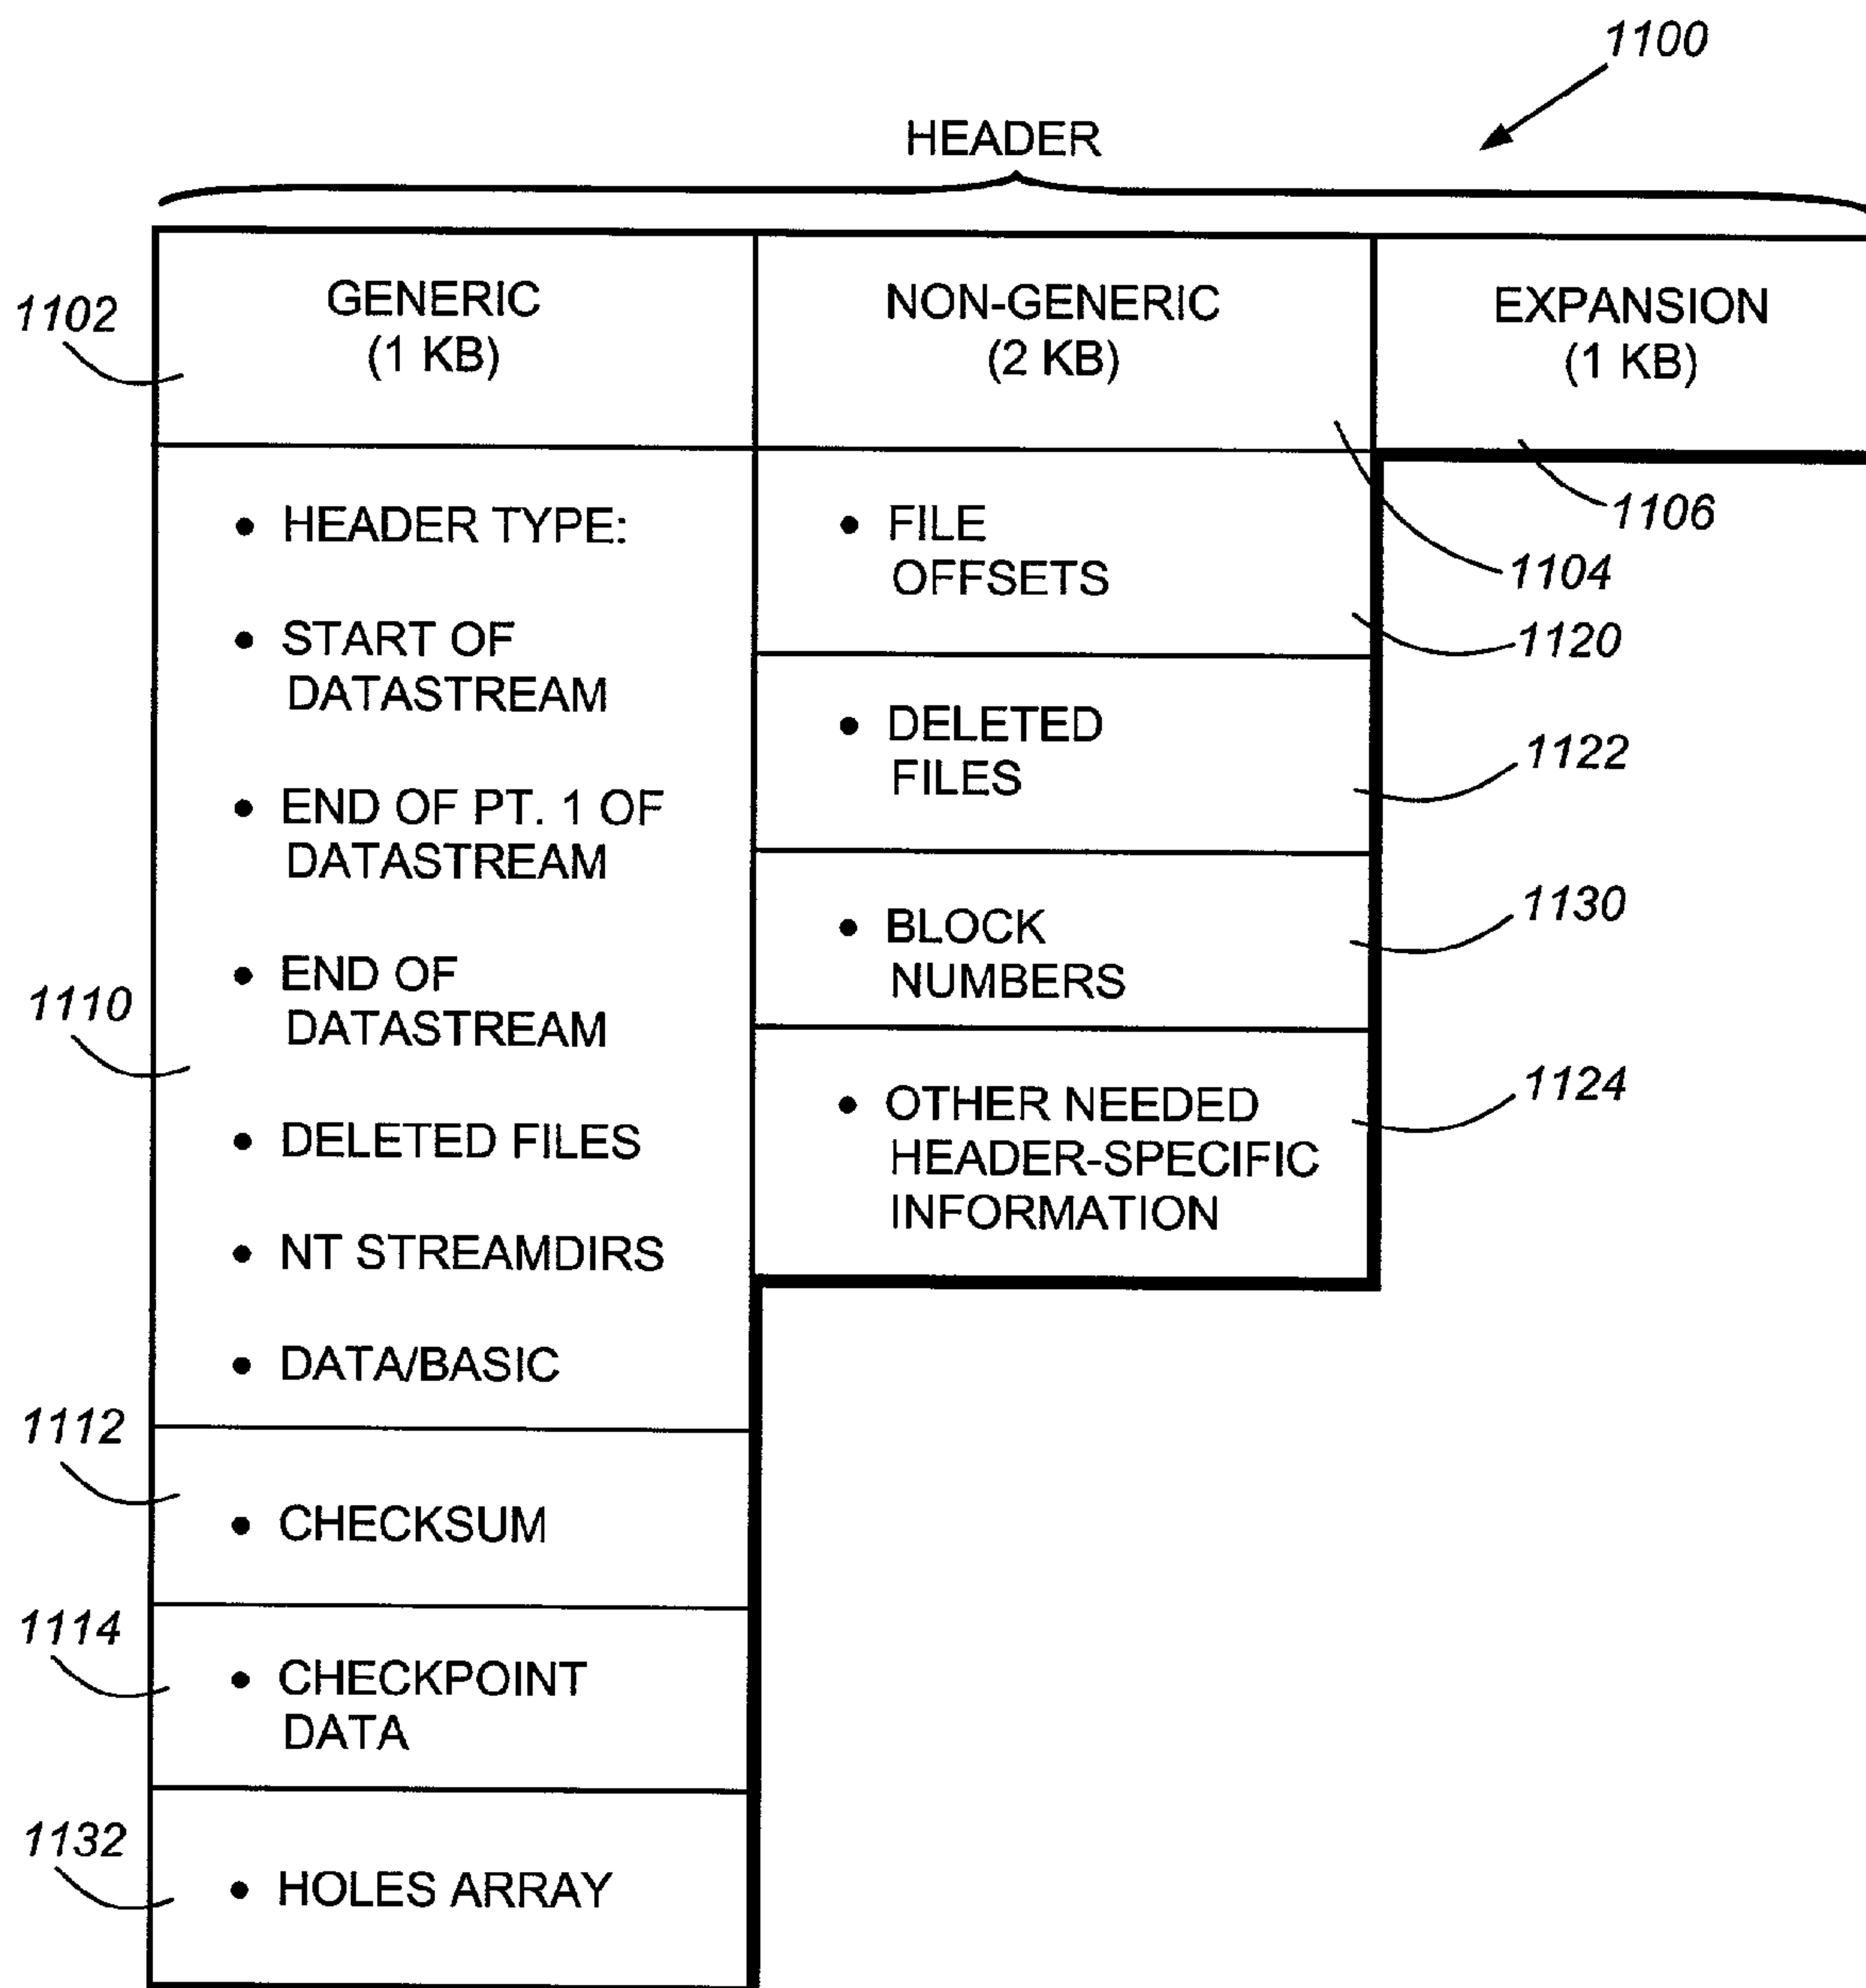 1100
HEADER
1102
GENERIC
(1 KB)
NON-GENERIC
(2 KB)
EXPANSION
(1 KB)
1110
• HEADER TYPE:
• START OF
DATASTREAM
• END OF PT. 1 OF
DATASTREAM
• END OF
DATASTREAM
• DELETED FILES
• NT STREAMDIRS
• DATA/BASIC
1112
• CHECKSUM
1114
• CHECKPOINT
DATA
1132
• HOLES ARRAY
• FILE
OFFSETS
• DELETED
FILES
• BLOCK
NUMBERS
• OTHER NEEDED
HEADER-SPECIFIC
INFORMATION
1106
1104
1120
1122
1130
1124